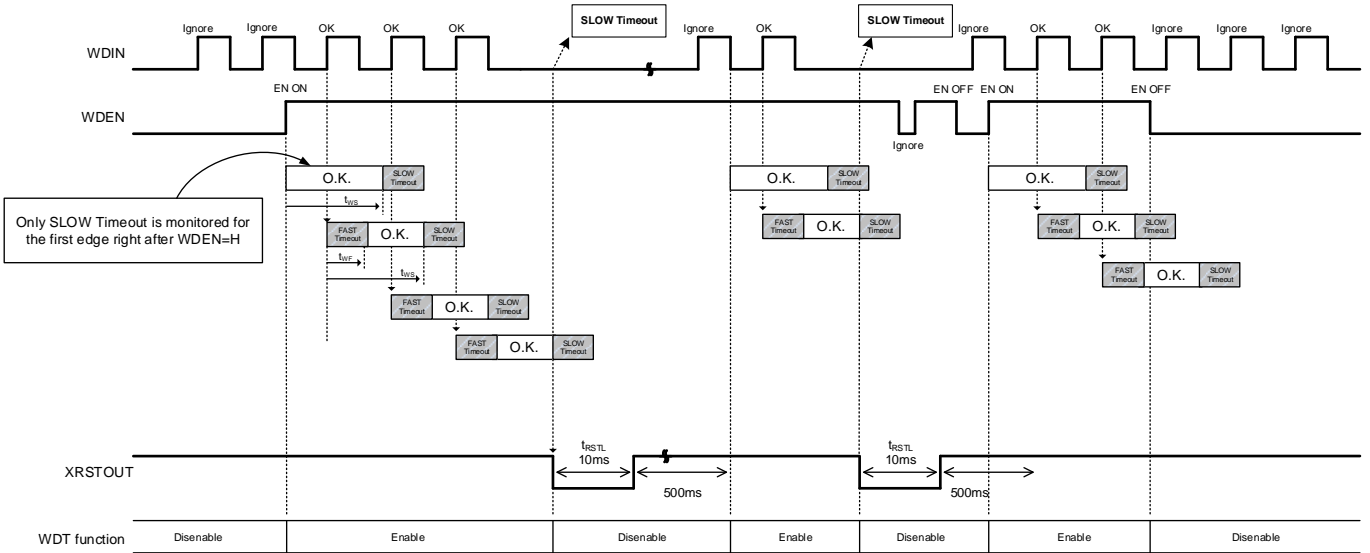 SLOW Timeout
SLOW Timeout
Ignore Ignore OK OK OK Ignore OK Ignore OK OK Ignore Ignore Ignore
WDIN
EN ON EN OFF EN ON EN OFF
WDEN
Ignore
O.K. SLOW Timeout O.K. SLOW Timeout O.K. SLOW Timeout
tWS
Only SLOW Timeout is monitored for
the first edge right after WDEN=H
FAST Timeout O.K. SLOW Timeout FAST Timeout O.K. SLOW Timeout FAST Timeout O.K. SLOW Timeout
tWF
tWS
FAST Timeout O.K. SLOW Timeout
FAST Timeout O.K. SLOW Timeout
FAST Timeout O.K. SLOW Timeout
tRSTL tRSTL
10ms 10ms
XRSTOUT
500ms 500ms
WDT function Disenable Enable Disenable Enable Disenable Enable Disenable